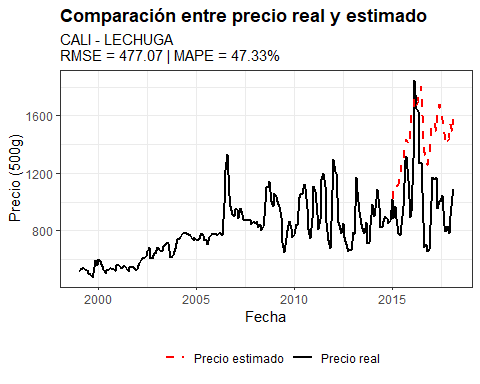 Comparación entre precio real y estimado
CALI - LECHUGA
RMSE = 477.07 | MAPE = 47.33%
Precio (500g)
1600
1200
800
2000 2005 2010 2015
Fecha
Precio estimado Precio real